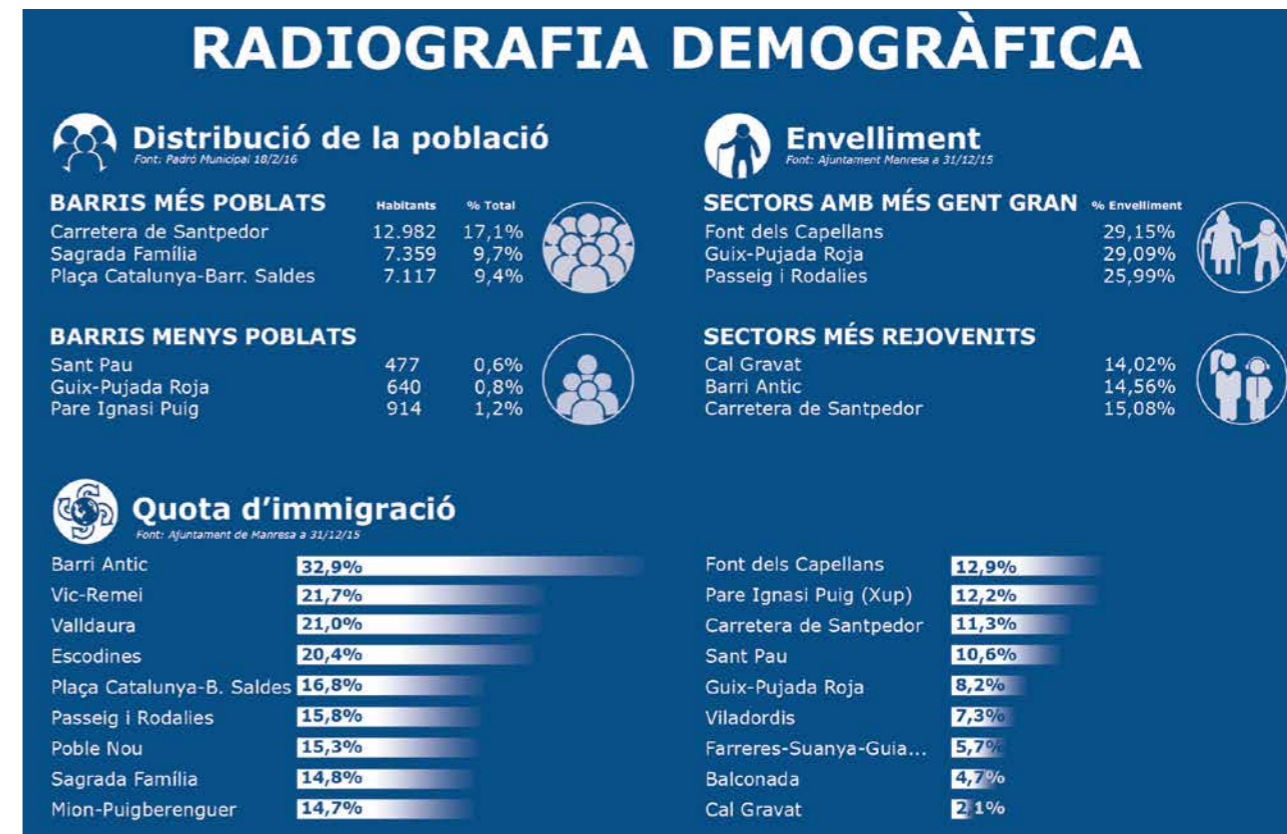 RADIOGRAFIA DEMOGRÀFICA
Distribució de la població
Font: Padró Municipal 18/2/16
BARRIS MÉS POBLATS Habitants % Total
Carretera de Santpedor 12.982 17,1%
Sagrada Família 7.359 9,7%
Plaça Catalunya-Barr. Saldes 7.117 9,4%
BARRIS MENYS POBLATS
Sant Pau 477 0,6%
Guix-Pujada Roja 640 0,8%
Pare Ignasi Puig 914 1,2%
Envelliment
Font: Ajuntament Manresa a 31/12/15
SECTORS AMB MÉS GENT GRAN % Envelliment
Font dels Capellans 29,15%
Guix-Pujada Roja 29,09%
Passeig i Rodalies 25,99%
SECTORS MÉS REJOVENITS
Cal Gravat 14,02%
Barri Antic 14,56%
Carretera de Santpedor 15,08%
Quota d'immigració
Font: Ajuntament de Manresa a 31/12/15
Barri Antic 32,9%
Vic-Remei 21,7%
Valldaura 21,0%
Escodines 20,4%
Plaça Catalunya-B. Saldes 16,8%
Passeig i Rodalies 15,8%
Poble Nou 15,3%
Sagrada Família 14,8%
Mion-Puigberenguer 14,7%
Font dels Capellans 12,9%
Pare Ignasi Puig (Xup) 12,2%
Carretera de Santpedor 11,3%
Sant Pau 10,6%
Guix-Pujada Roja 8,2%
Viladordis 7,3%
Farreres-Suanya-Guia... 5,7%
Balconada 4,7%
Cal Gravat 2,1%